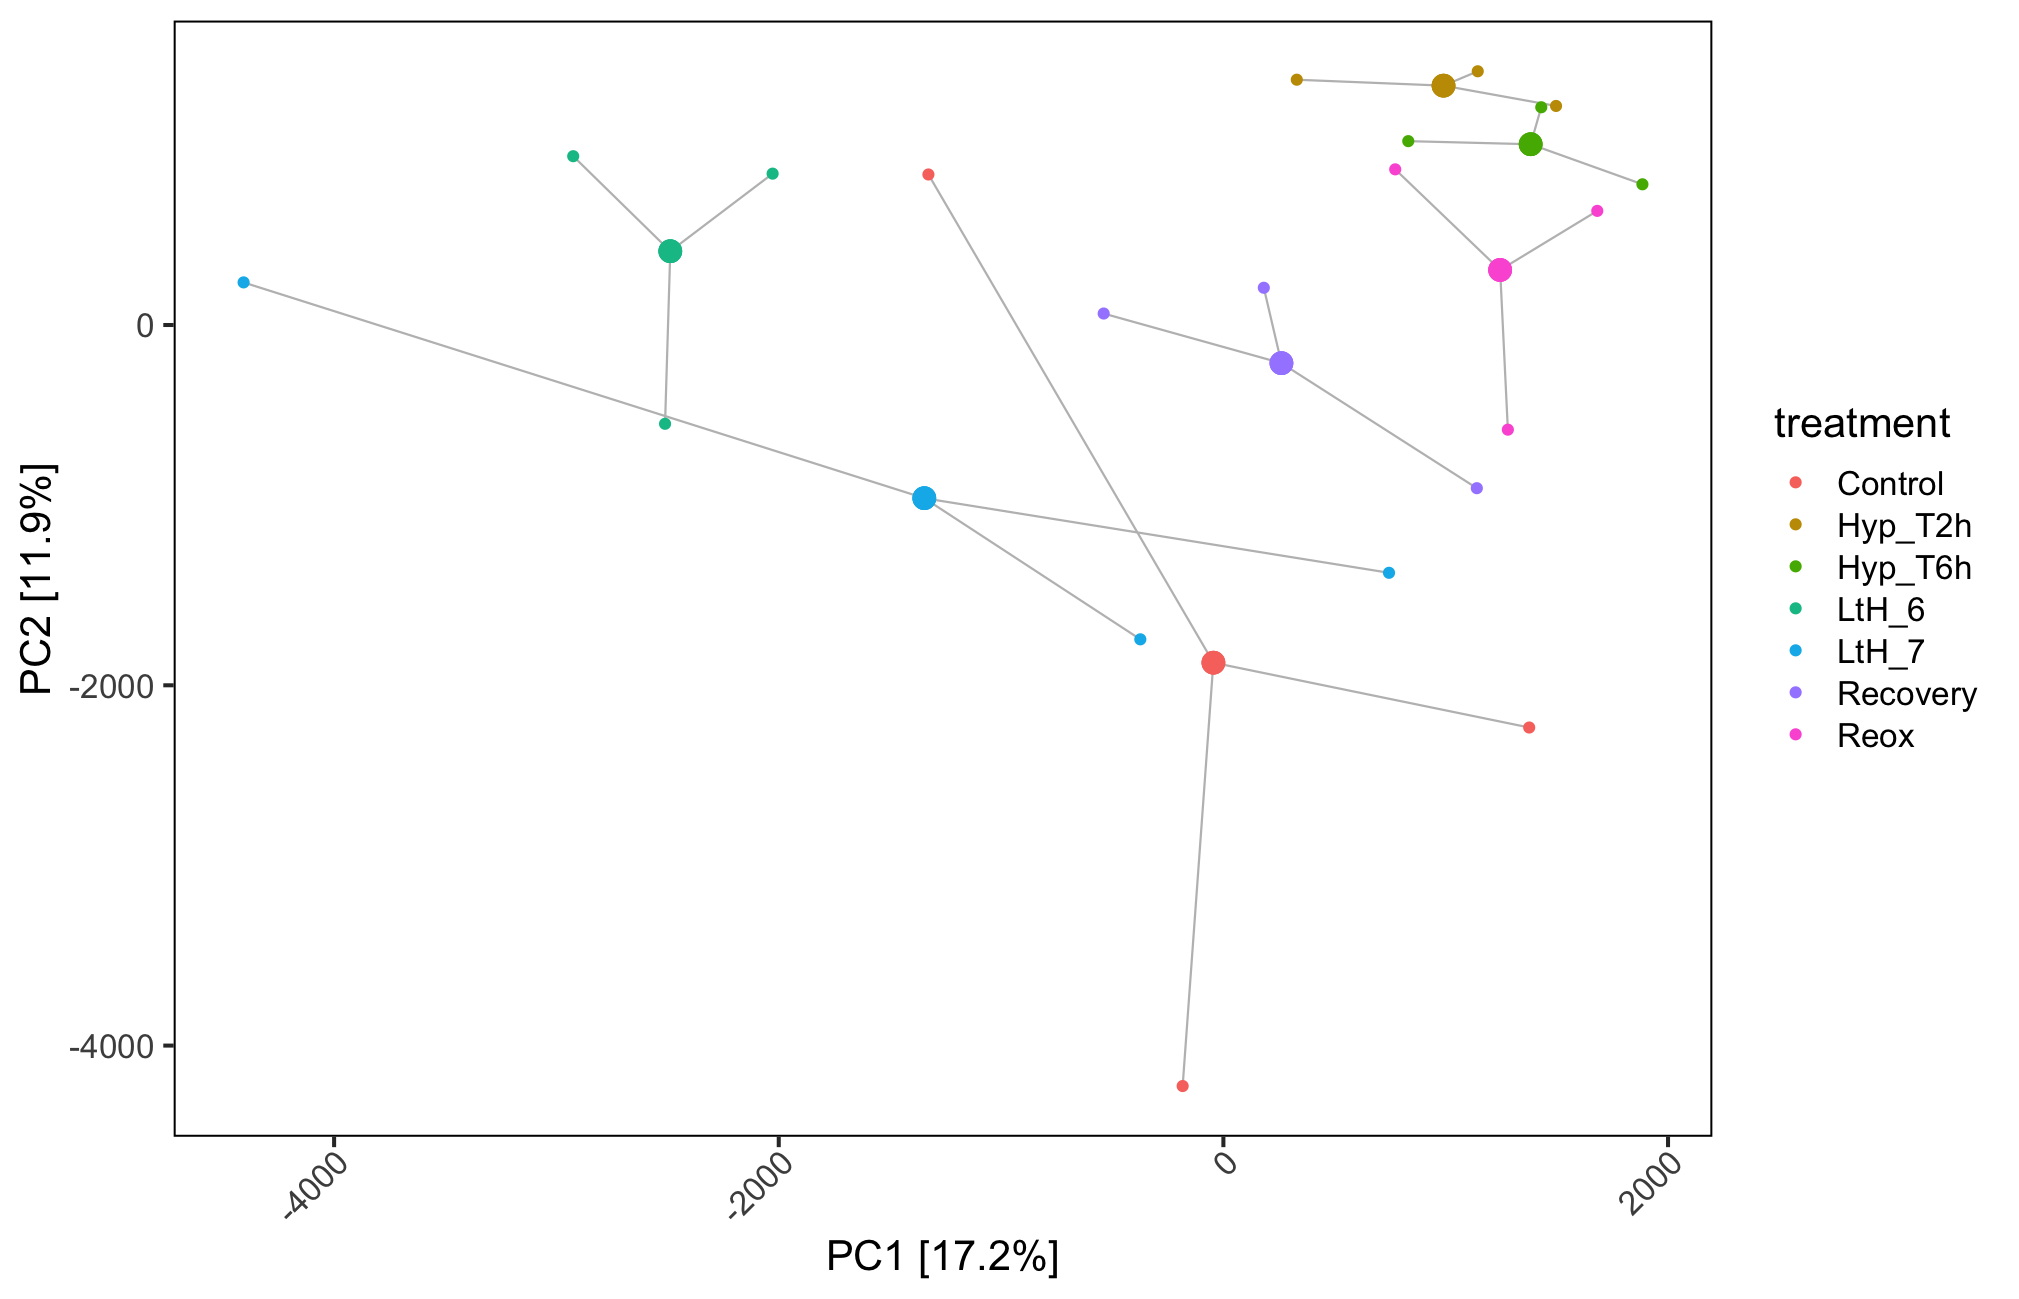 0
-2000
-4000
PC2 [11.9%]
-4000
-2000
0
2000
PC1 [17.2%]
treatment
Control
Hyp_T2h
Hyp_T6h
LtH_6
LtH_7
Recovery
Reox